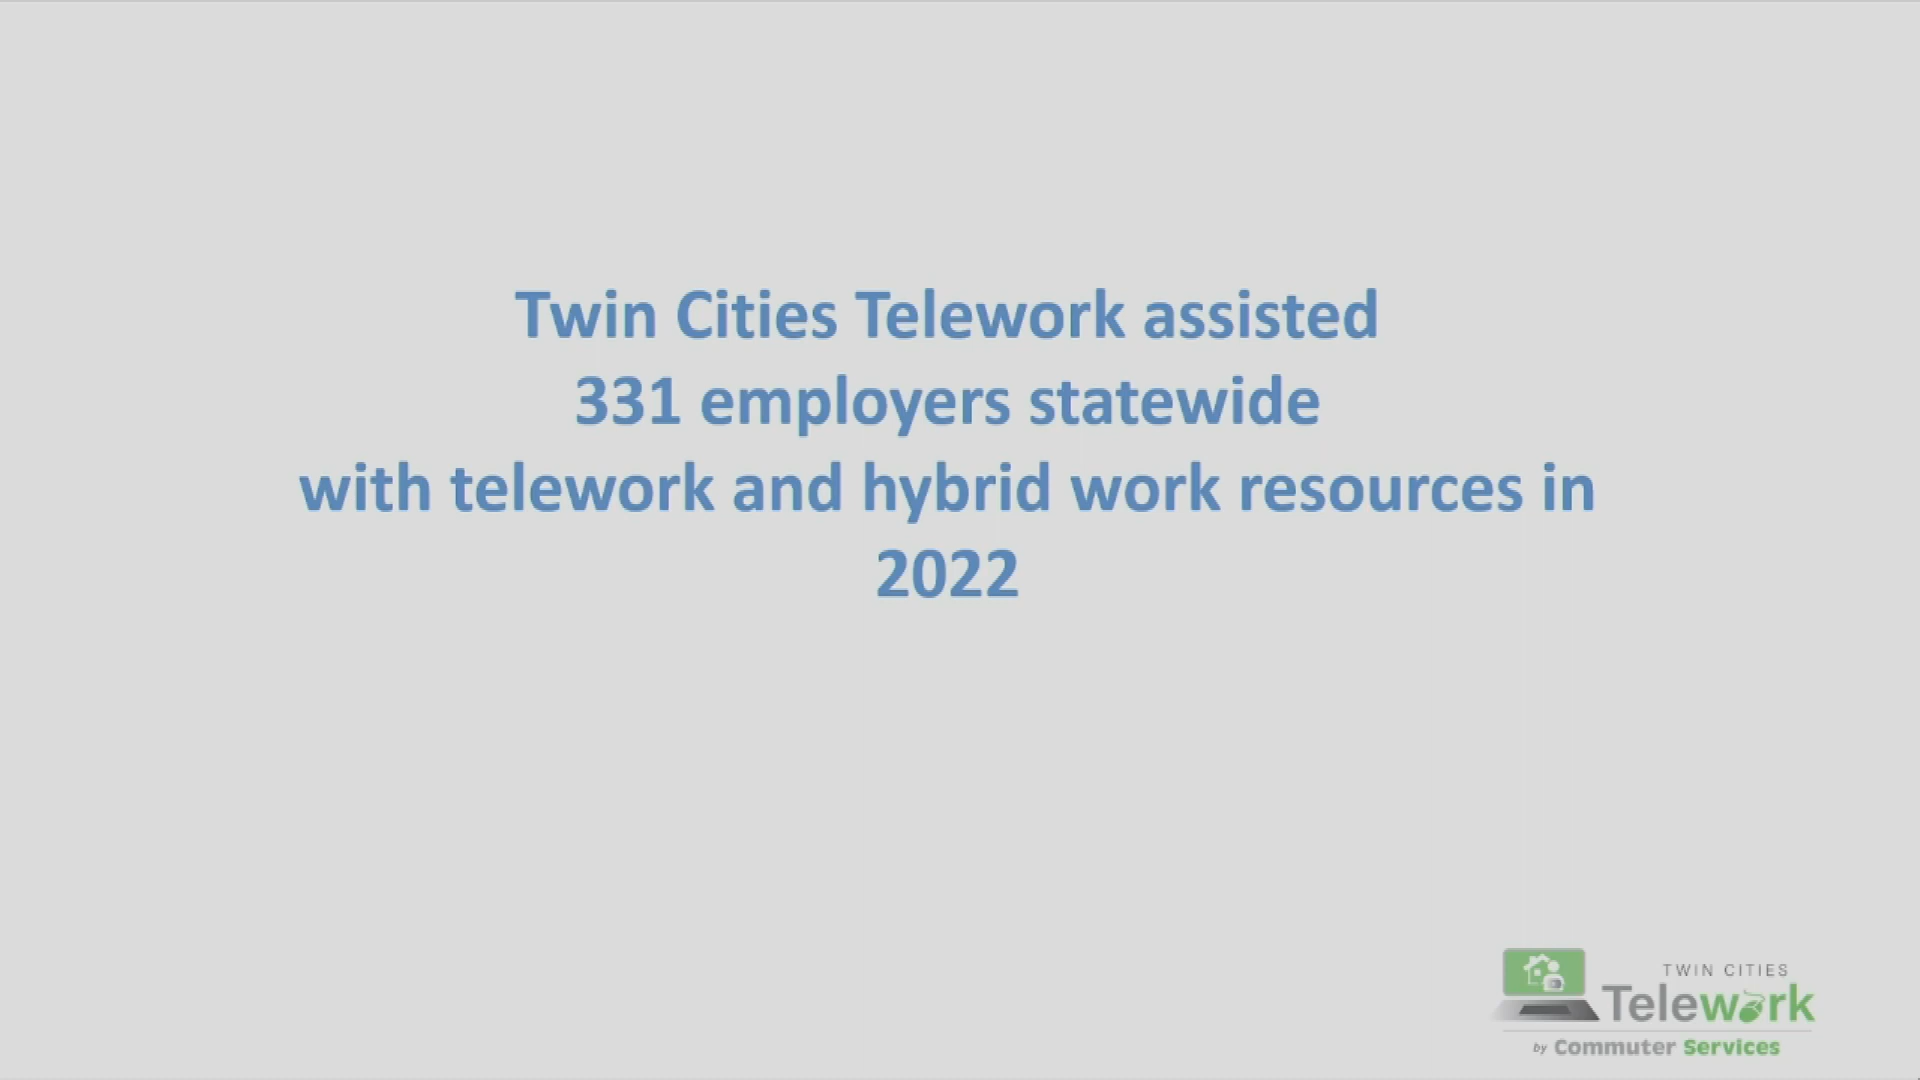 Twin Cities Telework assisted
331 employers statewide
with telework and hybrid work resources in
2022
TWIN CITIES
Telework
by Commuter Services